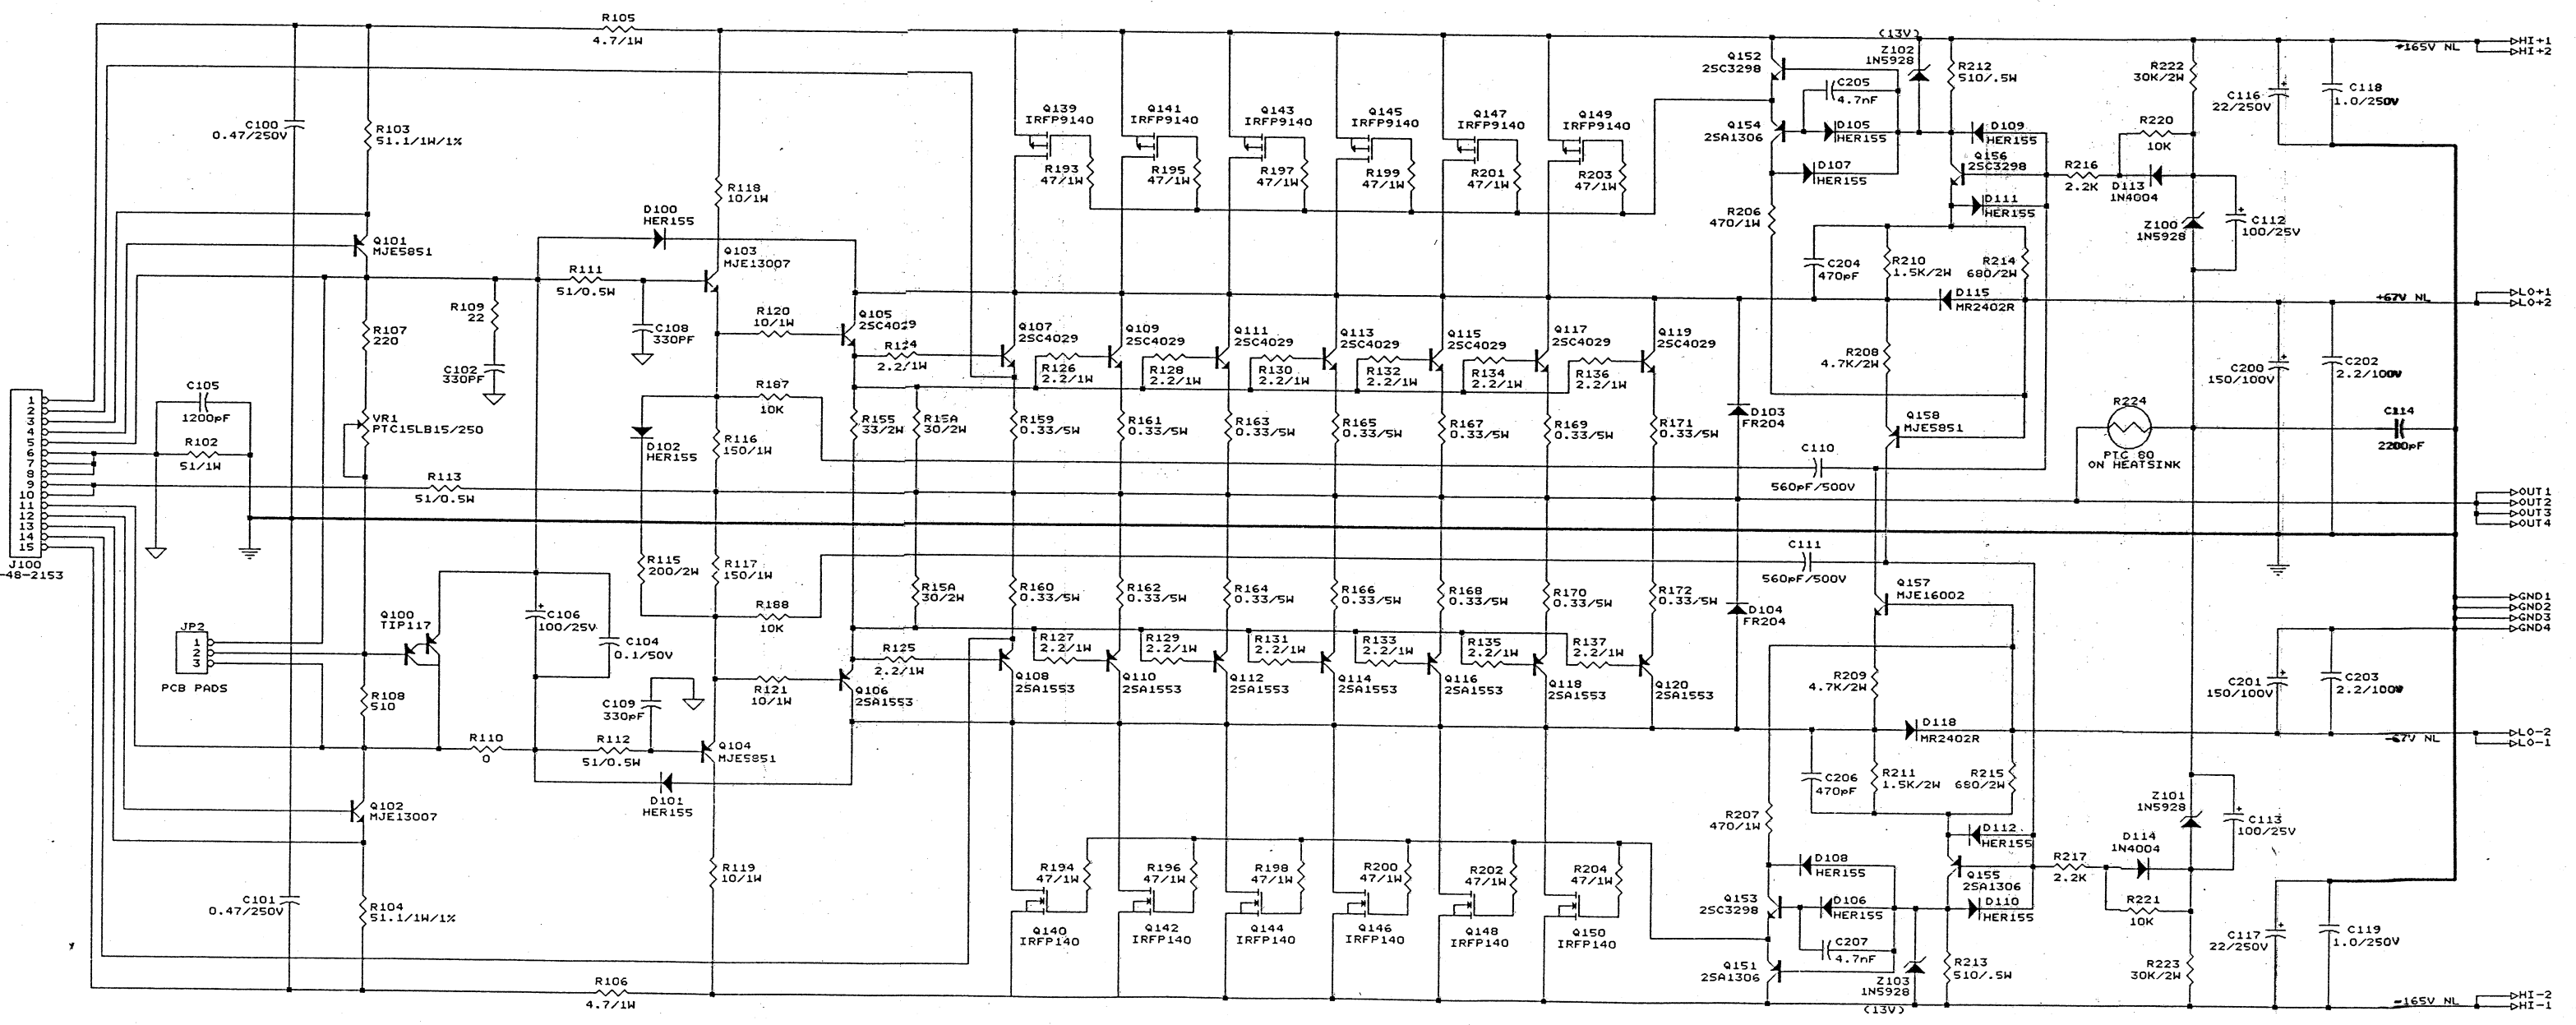 R105
4.7/1W
C100
0.47/250V
R103
51.1/1W/1%
R118
10/1W
D100
HER155
Q101
MJE5851
Q103
MJE13007
R111
51/0.5W
R109
22
C108
330PF
R107
220
C102
330PF
R120
10/1W
Q105
2SC4029
2.2/1W
Q139
IRFP9140
Q141
IRFP9140
Q143
IRFP9140
Q145
IRFP9140
Q147
IRFP9140
Q149
IRFP9140
R193
47/1W
R195
47/1W
R197
47/1W
R199
47/1W
R201
47/1W
R203
47/1W
Q107
2SC4029
Q109
2SC4029
Q111
2SC4029
Q113
2SC4029
Q115
2SC4029
Q117
2SC4029
Q119
2SC4029
R126
2.2/1W
R128
2.2/1W
R130
2.2/1W
R132
2.2/1W
R134
2.2/1W
R136
2.2/1W
(13V)
Z102
1N5928
Q152
2SC3298
C205
4.7nF
R212
510/.5W
Q154
2SA1306
D105
HER155
D109
HER155
D107
HER155
Q156
2SC3298
D111
HER155
R206
470/1W
C204
470pF
R210
1.5K/2W
R214
680/2W
D115
MR2402R
R208
4.7K/2W
Q158
MJE5851
R216
2.2K
R220
10K
D113
1N4004
R222
30K/2W
Z100
1N5928
C112
100/25V
C116
22/250V
C118
1.0/250V
+165V NL
HI+1
HI+2
+67V NL
LO+1
LO+2
C200
150/100V
C202
2.2/100V
R224
PTC 80
ON HEATSINK
C114
2200pF
C105
1200pF
R102
51/1W
VR1
PTC15LB15/250
R113
51/0.5W
1
2
3
4
5
6
7
8
9
10
11
12
13
14
15
J100
-48-2153
R187
10K
D102
HER155
R116
150/1W
R155
33/2W
R15A
30/2W
R159
0.33/5W
R161
0.33/5W
R163
0.33/5W
R165
0.33/5W
R167
0.33/5W
R169
0.33/5W
R171
0.33/5W
D103
FR204
C110
560pF/500V
OUT1
OUT2
OUT3
OUT4
C111
560pF/500V
R115
200/2W
R117
150/1W
R188
10K
R15A
30/2W
R160
0.33/5W
R162
0.33/5W
R164
0.33/5W
R166
0.33/5W
R168
0.33/5W
R170
0.33/5W
R172
0.33/5W
D104
FR204
Q157
MJE16002
GND1
GND2
GND3
GND4
JP2
1
2
3
PCB PADS
Q100
TIP117
C106
100/25V
C104
0.1/50V
R108
510
C109
330pF
R121
10/1W
Q106
2SA1553
R125
2.2/1W
R127
2.2/1W
R129
2.2/1W
R131
2.2/1W
R133
2.2/1W
R135
2.2/1W
R137
2.2/1W
Q108
2SA1553
Q110
2SA1553
Q112
2SA1553
Q114
2SA1553
Q116
2SA1553
Q118
2SA1553
Q120
2SA1553
R209
4.7K/2W
C201
150/100V
C203
2.2/100V
D118
MR2402R
-67V NL
LO-2
LO-1
R110
0
R112
51/0.5W
Q104
MJE5851
D101
HER155
Q102
MJE13007
C206
470pF
R211
1.5K/2W
R215
680/2W
R207
470/1W
D112
HER155
D108
HER155
Q155
2SA1306
D110
HER155
R217
2.2K
D114
1N4004
R221
10K
Z101
1N5928
C113
100/25V
R119
10/1W
C101
0.47/250V
R104
51.1/1W/1%
R194
47/1W
R196
47/1W
R198
47/1W
R200
47/1W
R202
47/1W
R204
47/1W
Q140
IRFP140
Q142
IRFP140
Q144
IRFP140
Q146
IRFP140
Q148
IRFP140
Q150
IRFP140
Q153
2SC3298
D106
HER155
C207
4.7nF
Q151
2SA1306
Z103
1N5928
(13V)
R213
510/.5W
R223
30K/2W
C117
22/250V
C119
1.0/250V
R106
4.7/1W
-165V NL
HI-2
HI-1